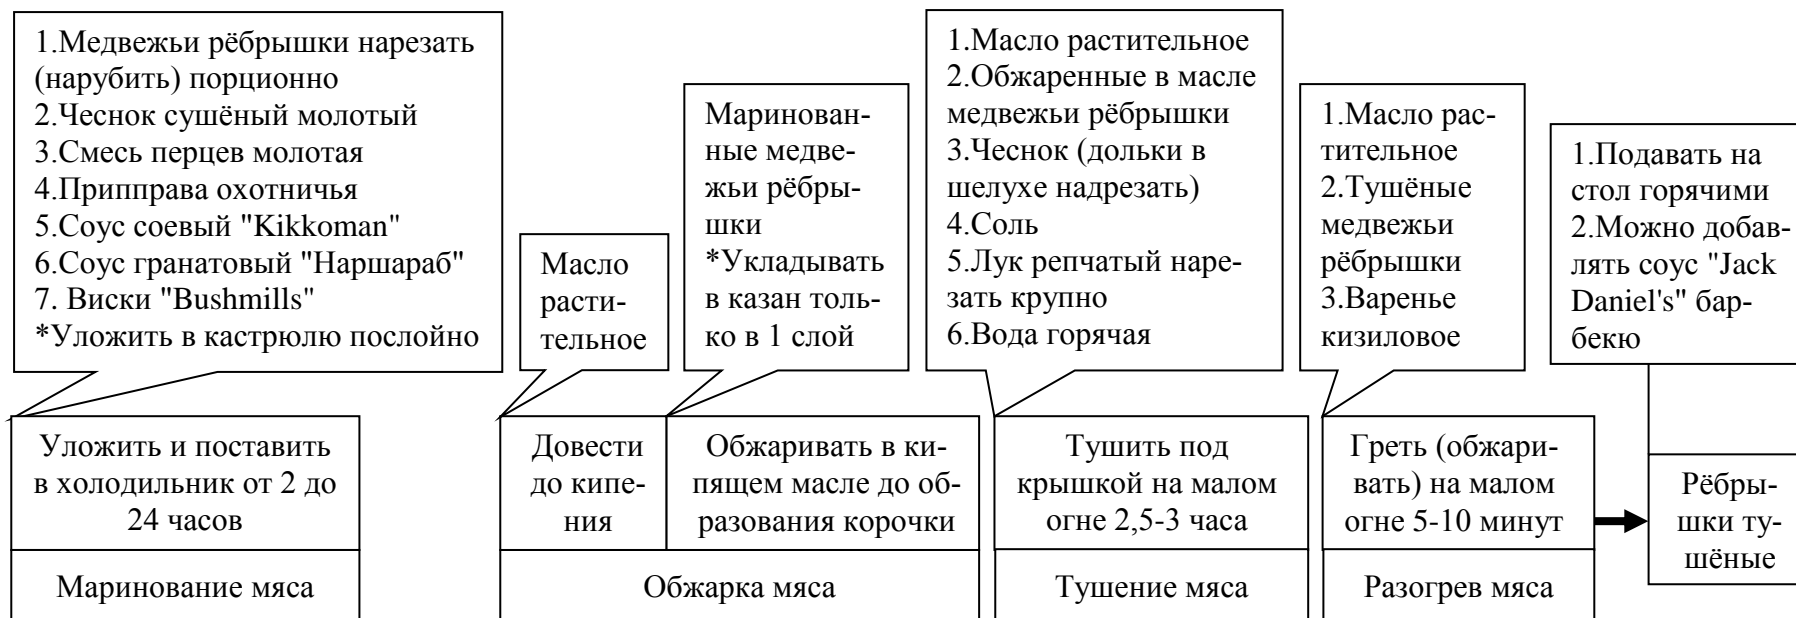 1.Медвежьи рёбрышки нарезать
(нарубить) порционно
2.Чеснок сушёный молотый
3.Смесь перцев молотая
4.Припправа охотничья
5.Соус соевый "Kikkoman"
6.Соус гранатовый "Наршараб"
7. Виски "Bushmills"
*Уложить в кастрюлю послойно
Масло
расти-
тельное
Маринован-
ные медве-
жьи рёбры-
шки
*Укладывать
в казан толь-
ко в 1 слой
1.Масло растительное
2.Обжаренные в масле
медвежьи рёбрышки
3.Чеснок (дольки в
шелухе надрезать)
4.Соль
5.Лук репчатый наре-
зать крупно
6.Вода горячая
1.Масло рас-
тительное
2.Тушёные
медвежьи
рёбрышки
3.Варенье
кизиловое
1.Подавать на
стол горячими
2.Можно добав-
лять соус "Jack
Daniel's" бар-
бекю
Уложить и поставить
в холодильник от 2 до
24 часов
Довести
до кипе-
ния
Обжаривать в ки-
пящем масле до об-
разования корочки
Тушить под
крышкой на малом
огне 2,5-3 часа
Греть (обжари-
вать) на малом
огне 5-10 минут
Рёбры-
шки ту-
шёные
Маринование мяса
Обжарка мяса
Тушение мяса
Разогрев мяса